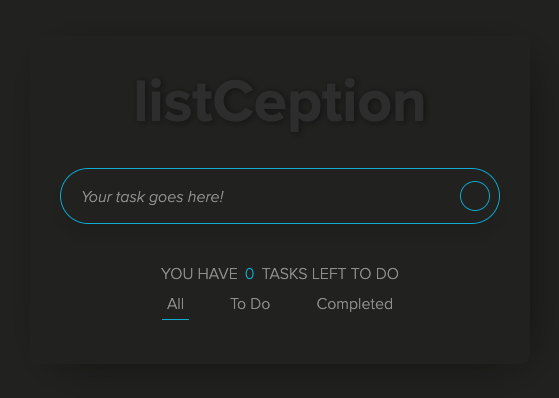 listCeption
Your task goes here!
YOU HAVE 0 TASKS LEFT TO DO
All To Do Completed